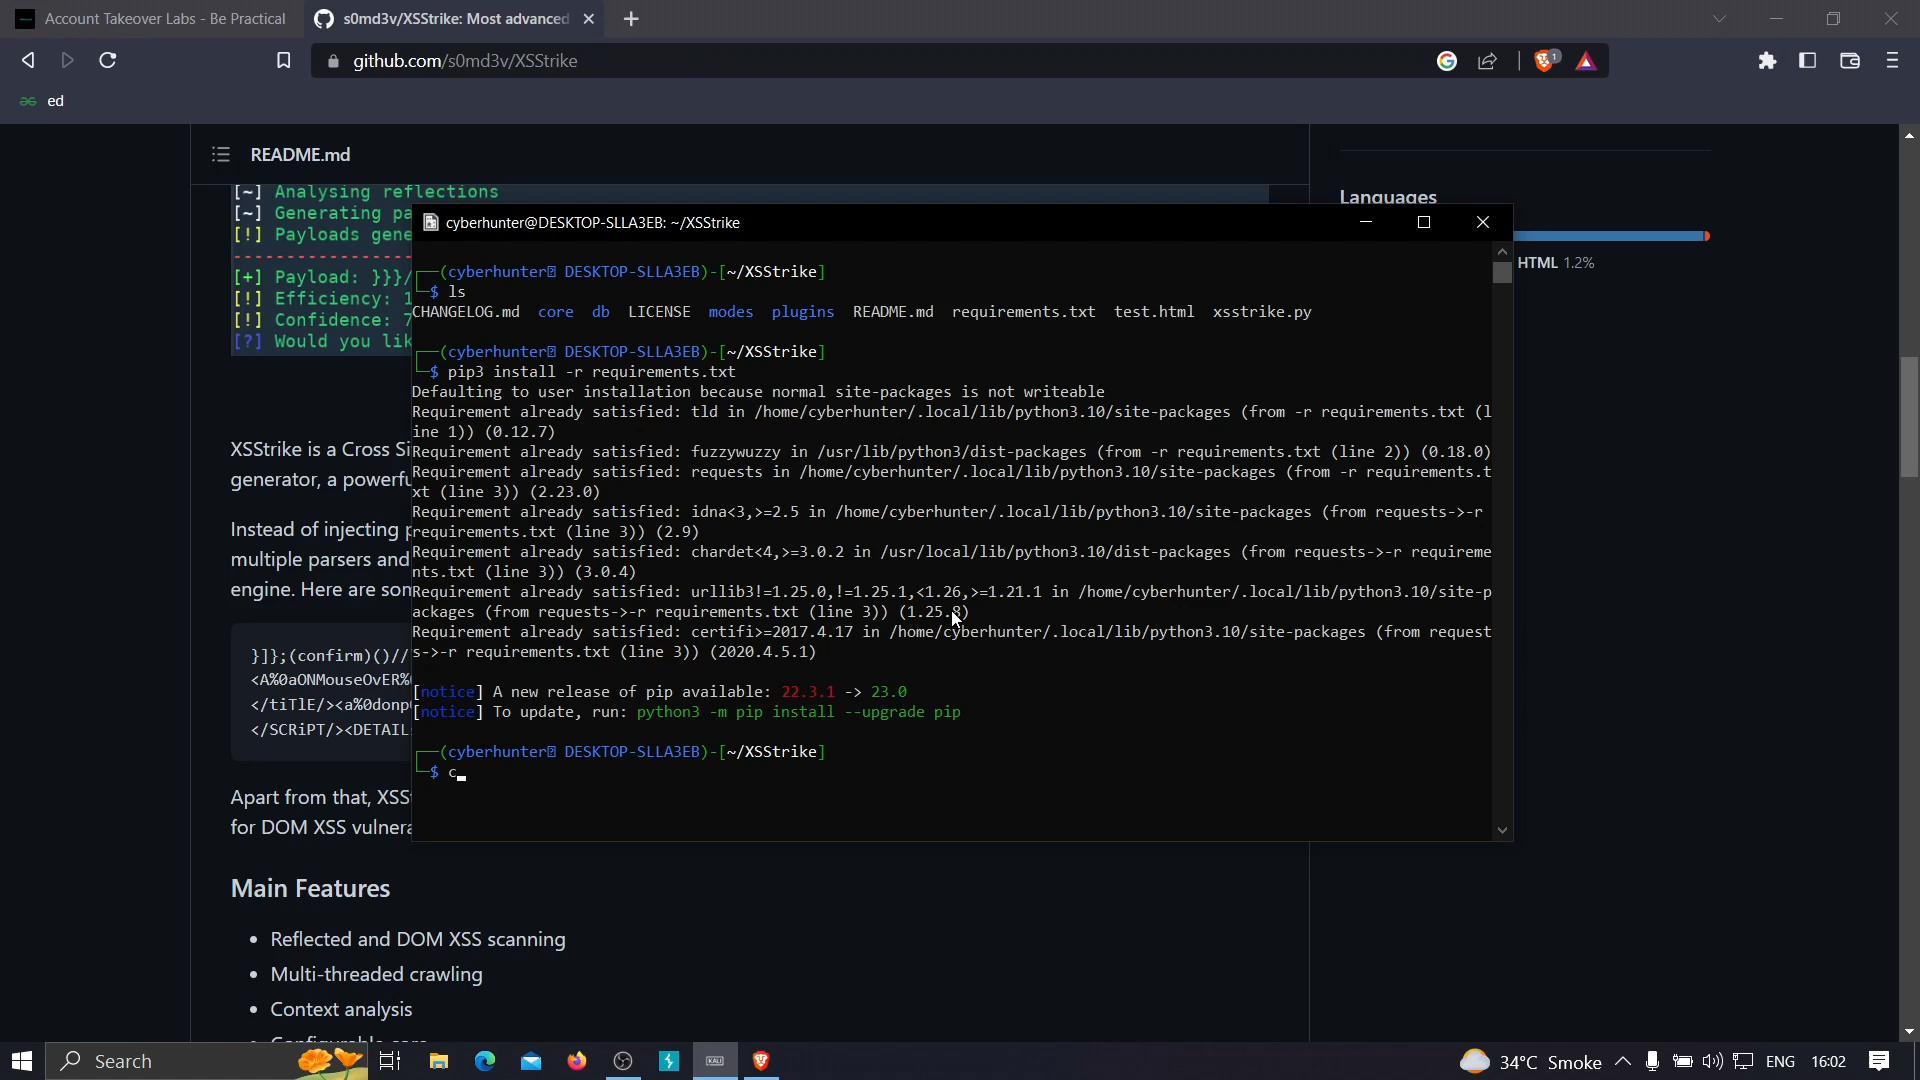 Account Takeover Labs - Be Practical
s0md3v/XSStrike: Most advanced
github.com/s0md3v/XSStrike
1
ed
README.md
Languages
HTML 1.2%
[~] Analysing reflections
[~] Generating pa
[!] Payloads gene
[+] Payload: }}}/
[!] Efficiency: 1
[!] Confidence: 7
[?] Would you lik
XSStrike is a Cross Si
generator, a powerfu
Instead of injecting p
multiple parsers and
engine. Here are som
}]};(confirm)()//
<A%0aONMouseOvER%
</tiTlE/><a%0donp
</SCRiPT/><DETAIL
Apart from that, XSSt
for DOM XSS vulnera
Main Features
Reflected and DOM XSS scanning
Multi-threaded crawling
Context analysis
cyberhunter@DESKTOP-SLLA3EB: ~/XSStrike
(cyberhunter DESKTOP-SLLA3EB)-[~/XSStrike]
$ ls
CHANGELOG.md core db LICENSE modes plugins README.md requirements.txt test.html xsstrike.py
(cyberhunter DESKTOP-SLLA3EB)-[~/XSStrike]
$ pip3 install -r requirements.txt
Defaulting to user installation because normal site-packages is not writeable
Requirement already satisfied: tld in /home/cyberhunter/.local/lib/python3.10/site-packages (from -r requirements.txt (l
ine 1)) (0.12.7)
Requirement already satisfied: fuzzywuzzy in /usr/lib/python3/dist-packages (from -r requirements.txt (line 2)) (0.18.0)
Requirement already satisfied: requests in /home/cyberhunter/.local/lib/python3.10/site-packages (from -r requirements.t
xt (line 3)) (2.23.0)
Requirement already satisfied: idna<3,>=2.5 in /home/cyberhunter/.local/lib/python3.10/site-packages (from requests->-r
requirements.txt (line 3)) (2.9)
Requirement already satisfied: chardet<4,>=3.0.2 in /usr/local/lib/python3.10/dist-packages (from requests->-r requireme
nts.txt (line 3)) (3.0.4)
Requirement already satisfied: urllib3!=1.25.0,!=1.25.1,<1.26,>=1.21.1 in /home/cyberhunter/.local/lib/python3.10/site-p
ackages (from requests->-r requirements.txt (line 3)) (1.25.8)
Requirement already satisfied: certifi>=2017.4.17 in /home/cyberhunter/.local/lib/python3.10/site-packages (from request
s->-r requirements.txt (line 3)) (2020.4.5.1)
[notice] A new release of pip available: 22.3.1 -> 23.0
[notice] To update, run: python3 -m pip install --upgrade pip
(cyberhunter DESKTOP-SLLA3EB)-[~/XSStrike]
$ c
Search
KALI
34°C Smoke
ENG
16:02